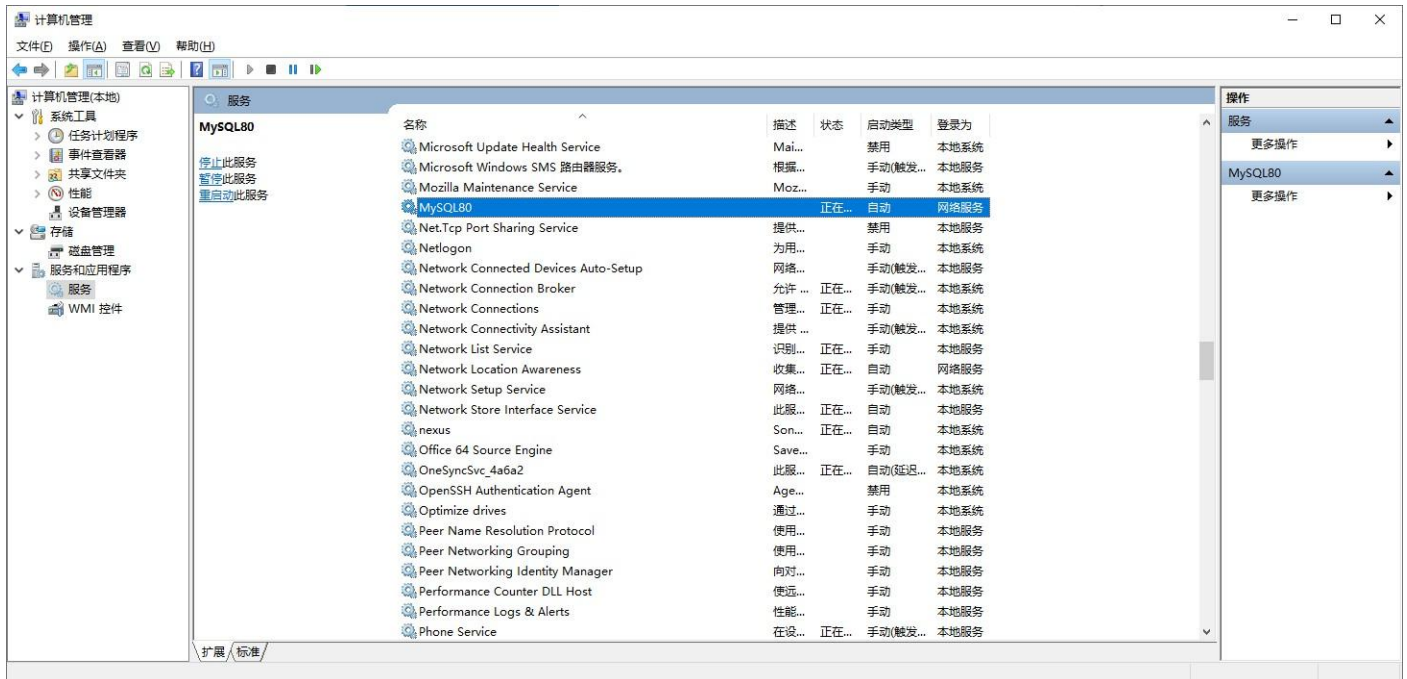 计算机管理
文件(F) 操作(A) 查看(V) 帮助(H)
计算机管理(本地)
系统工具
任务计划程序
事件查看器
共享文件夹
性能
设备管理器
存储
磁盘管理
服务和应用程序
服务
WMI 控件
服务
MySQL80
停止此服务
暂停此服务
重启动此服务
名称 描述 状态 启动类型 登录为
Microsoft Update Health Service Mai... 禁用 本地系统
Microsoft Windows SMS 路由器服务。 根据... 手动(触发... 本地服务
Mozilla Maintenance Service Moz... 手动 本地系统
MySQL80 正在... 自动 网络服务
Net.Tcp Port Sharing Service 提供... 禁用 本地服务
Netlogon 为用... 手动 本地系统
Network Connected Devices Auto-Setup 网络... 手动(触发... 本地服务
Network Connection Broker 允许 ... 正在... 手动(触发... 本地系统
Network Connections 管理... 正在... 手动 本地系统
Network Connectivity Assistant 提供 ... 手动(触发... 本地系统
Network List Service 识别... 正在... 手动 本地服务
Network Location Awareness 收集... 正在... 自动 网络服务
Network Setup Service 网络... 手动(触发... 本地系统
Network Store Interface Service 此服... 正在... 自动 本地服务
nexus Son... 正在... 自动 本地系统
Office 64 Source Engine Save... 手动 本地系统
OneSyncSvc_4a6a2 此服... 正在... 自动(延迟... 本地系统
OpenSSH Authentication Agent Age... 禁用 本地系统
Optimize drives 通过... 手动 本地系统
Peer Name Resolution Protocol 使用... 手动 本地服务
Peer Networking Grouping 使用... 手动 本地服务
Peer Networking Identity Manager 向对... 手动 本地服务
Performance Counter DLL Host 使远... 手动 本地服务
Performance Logs & Alerts 性能... 手动 本地服务
Phone Service 在设... 正在... 手动(触发... 本地服务
扩展 标准
操作
服务
更多操作
MySQL80
更多操作